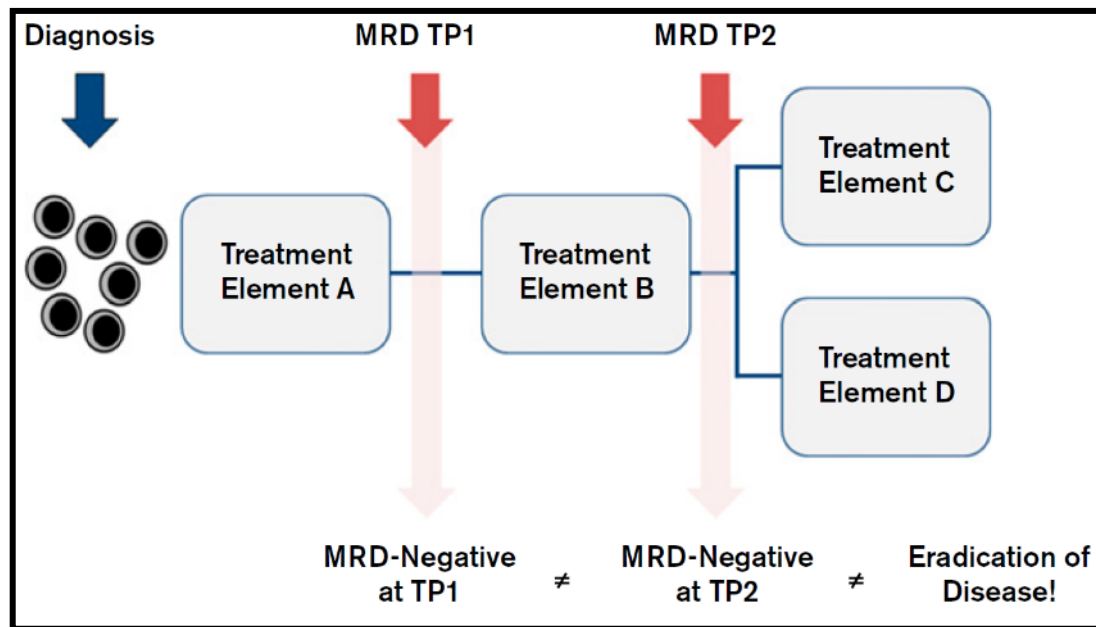 Diagnosis
MRD TP1
MRD TP2
Treatment
Element A
Treatment
Element B
Treatment
Element C
Treatment
Element D
MRD-Negative
at TP1
≠
MRD-Negative
at TP2
≠
Eradication of
Disease!